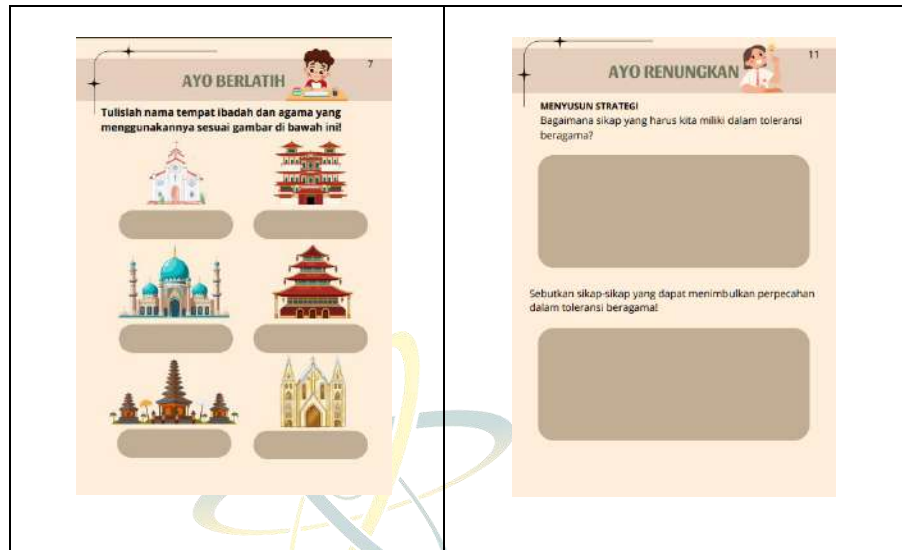 7
AYO BERLATIH
Tulislah nama tempat ibadah dan agama yang
menggunakannya sesuai gambar di bawah ini!
11
AYO RENUNGKAN
MENYUSUN STRATEGI
Bagaimana sikap yang harus kita miliki dalam toleransi
beragama?
Sebutkan sikap-sikap yang dapat menimbulkan perpecahan
dalam toleransi beragama!